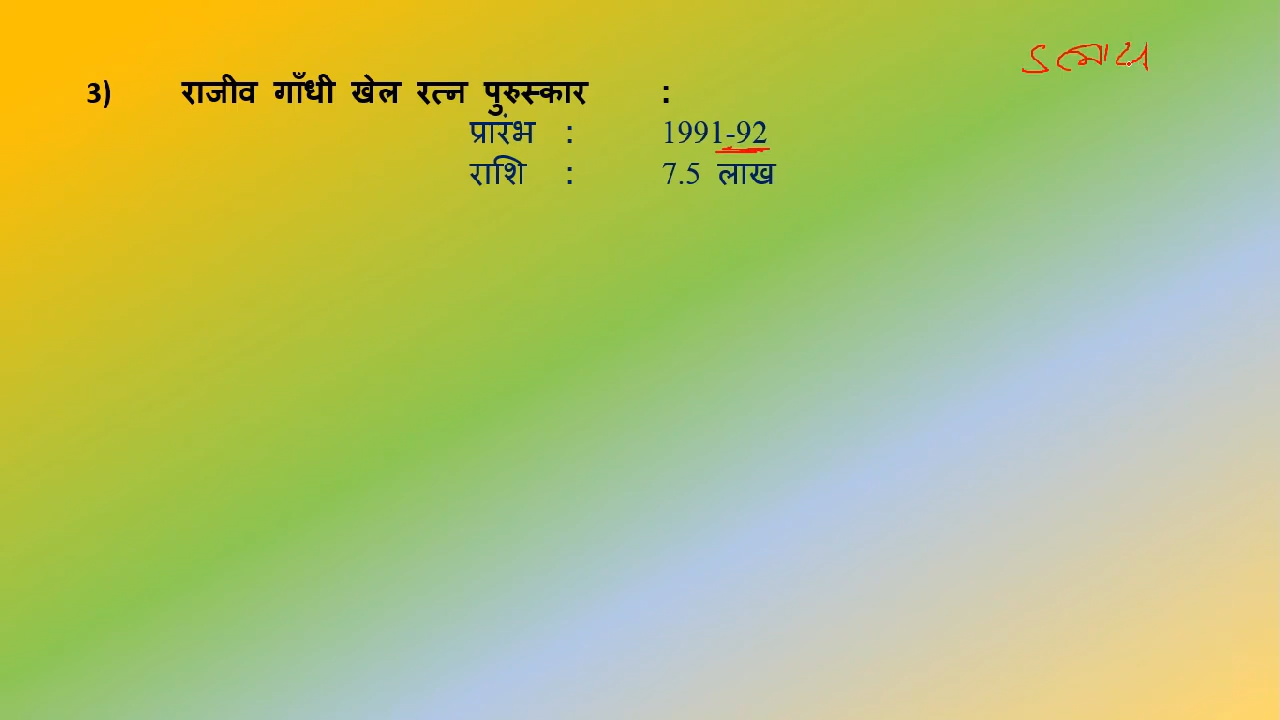 3) राजीव गाँधी खेल रत्न पुरुस्कार :
प्रारंभ : 1991-92
राशि : 7.5 लाख